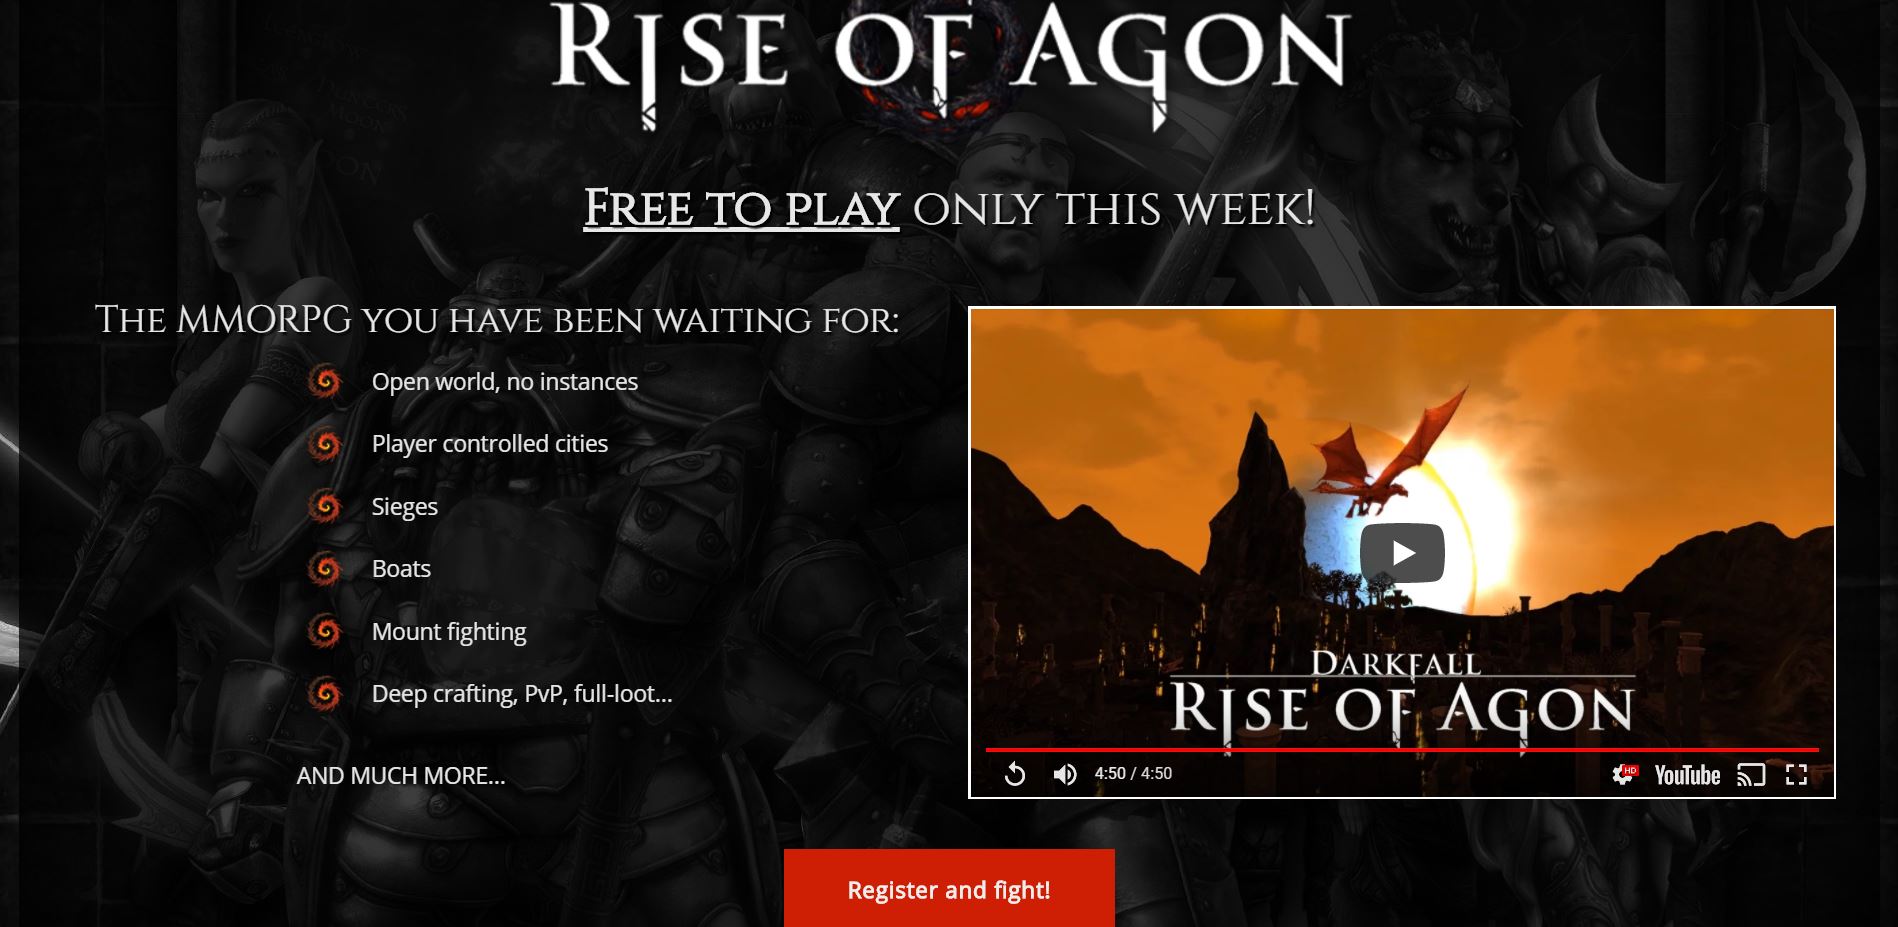 RISE OF AGON
FREE TO PLAY ONLY THIS WEEK!
THE MMORPG YOU HAVE BEEN WAITING FOR:
Open world, no instances
Player controlled cities
Sieges
Boats
Mount fighting
Deep crafting, PvP, full-loot...
AND MUCH MORE...
DARKFALL
RISE OF AGON
4:50 / 4:50
HD
YouTube
Register and fight!